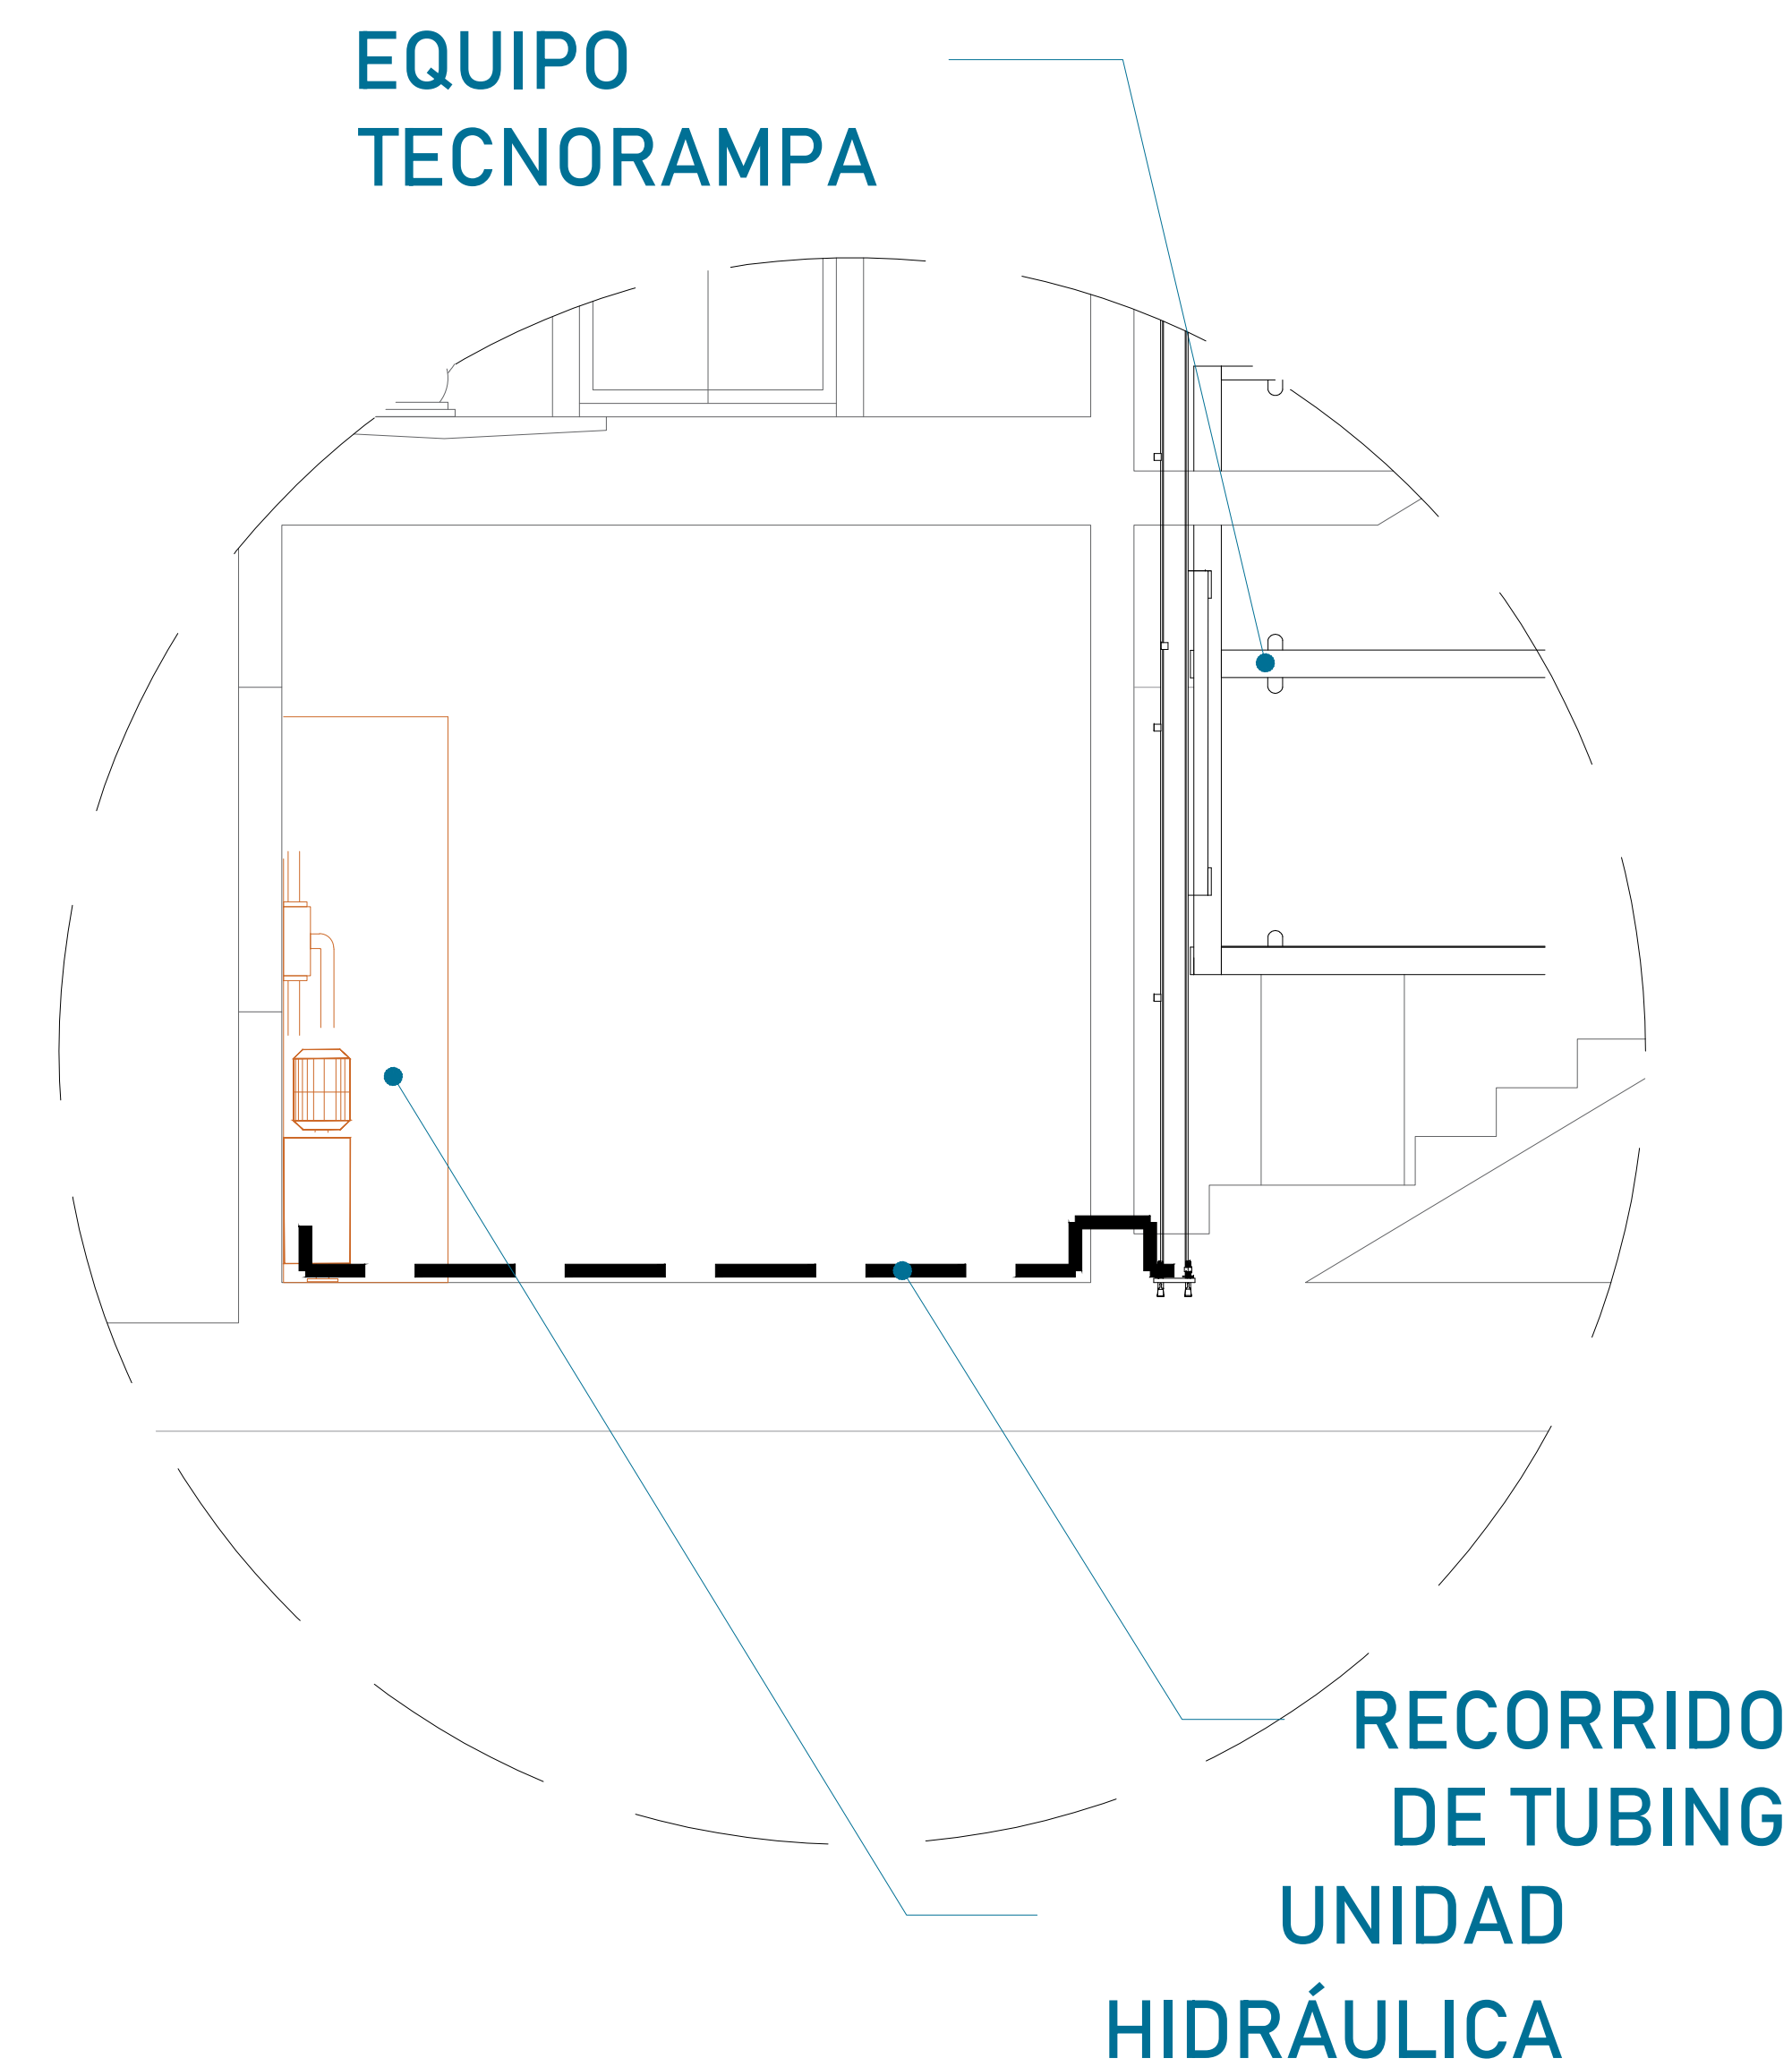 EQUIPO
TECNORAMPA
RECORRIDO
DE TUBING
UNIDAD
HIDRÁULICA